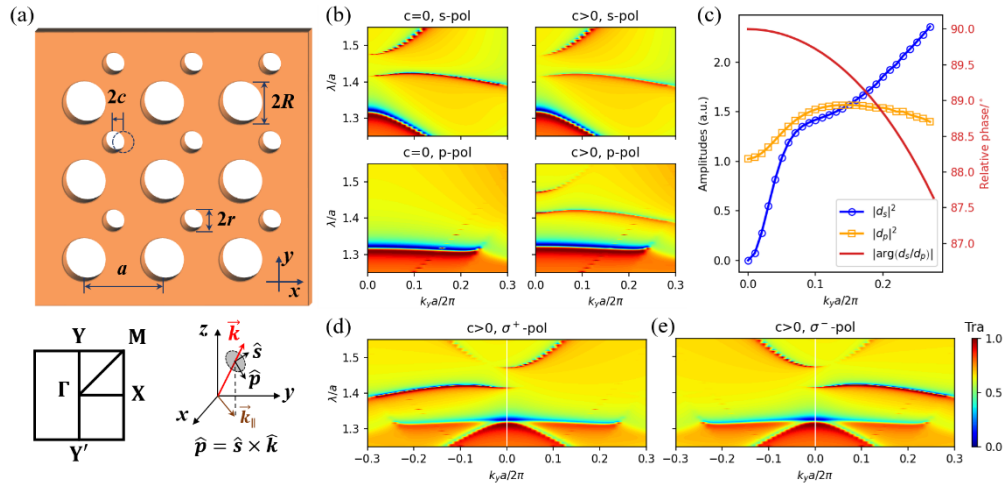 (a)
2c
2R
2r
a
y
x
Y
M
Γ
X
Y′
z
k⃗
ŝ
p̂
y
x
k⃗∥
p̂ = ŝ × k̂
(b)
c=0, s-pol
c>0, s-pol
λ/a
1.5
1.4
1.3
c=0, p-pol
c>0, p-pol
λ/a
1.5
1.4
1.3
0.0 0.1 0.2 0.3
0.0 0.1 0.2 0.3
kya/2π
kya/2π
(c)
Amplitudes (a.u.)
2.0
1.5
1.0
0.5
0.0
90.0
89.5
89.0
88.5
88.0
87.5
87.0
Relative phase/°
|ds|²
|dp|²
|arg(ds/dp)|
0.0 0.1 0.2
kya/2π
(d)
c>0, σ⁺-pol
λ/a
1.5
1.4
1.3
−0.3 −0.2 −0.1 0.0 0.1 0.2 0.3
kya/2π
(e)
c>0, σ⁻-pol
−0.3 −0.2 −0.1 0.0 0.1 0.2 0.3
kya/2π
Tra
1.0
0.5
0.0